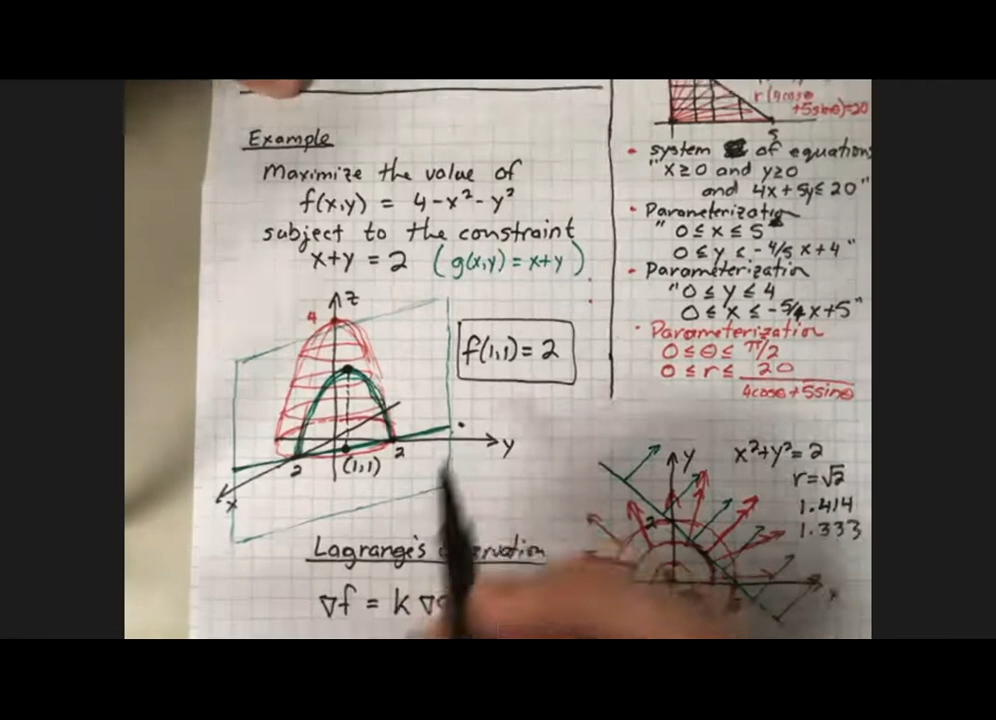 Example
Maximize the value of
f(x,y) = 4-x²-y²
subject to the constraint
x+y = 2 (g(x,y) = x+y)
z
4
f(1,1) = 2
y
2
2
(1,1)
x
Lagrange's
∇f = k ∇
r(4cosθ
+5sinθ)=20
5
• system of equations
"x≥0 and y≥0
and 4x+5y≤20"
• Parameterization
"0≤x≤5
0≤y≤-4/5x+4"
• Parameterization
"0≤y≤4
0≤x≤-5/4x+5"
• Parameterization
0≤θ≤π/2
0≤r≤ 20
4cosθ+5sinθ
y
x²+y²=2
r=√2
1.414
1.333
2
x